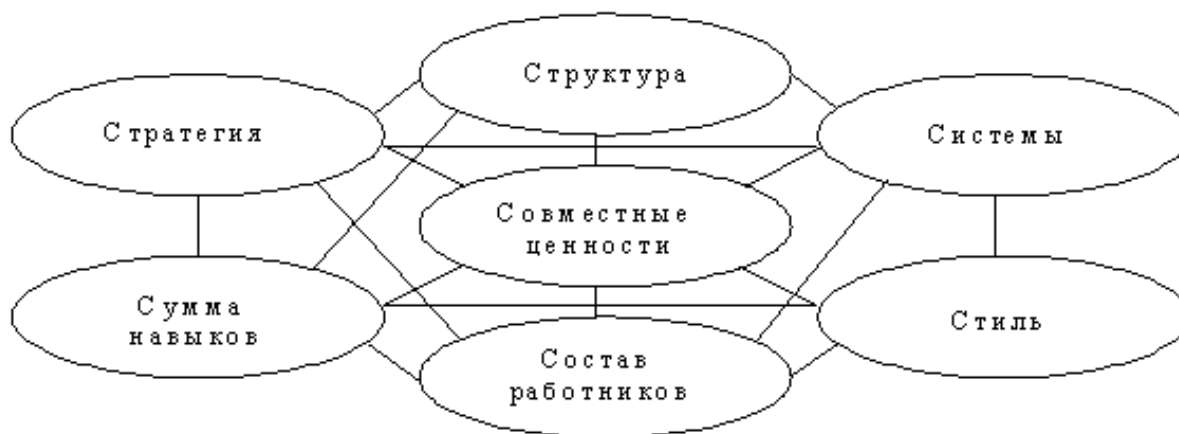 Структура
Стратегия
Системы
Совместные
ценности
Сумма
навыков
Стиль
Состав
работников